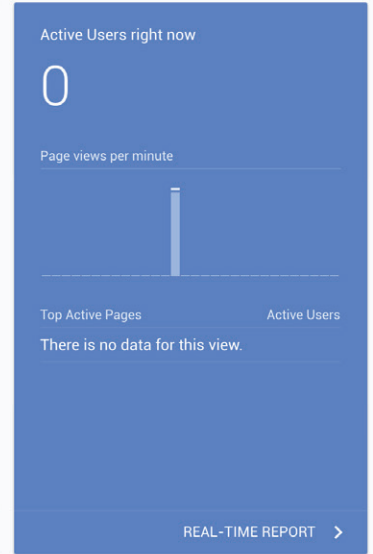 Active Users right now
0
Page views per minute
Top Active Pages Active Users
There is no data for this view.
REAL-TIME REPORT